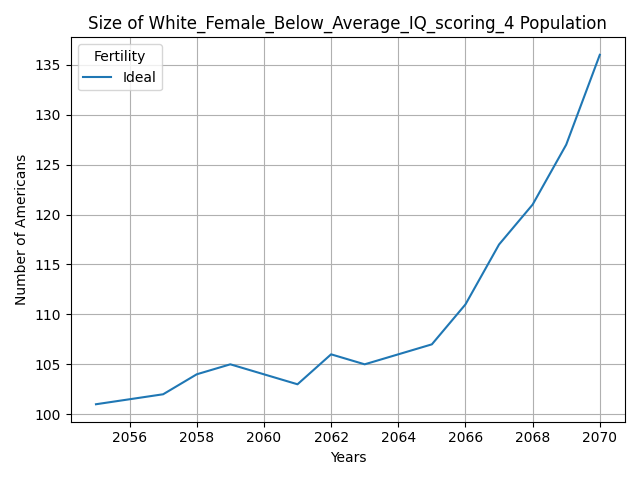 Size of White_Female_Below_Average_IQ_scoring_4 Population
Fertility
Ideal
Number of Americans
135
130
125
120
115
110
105
100
2056 2058 2060 2062 2064 2066 2068 2070
Years